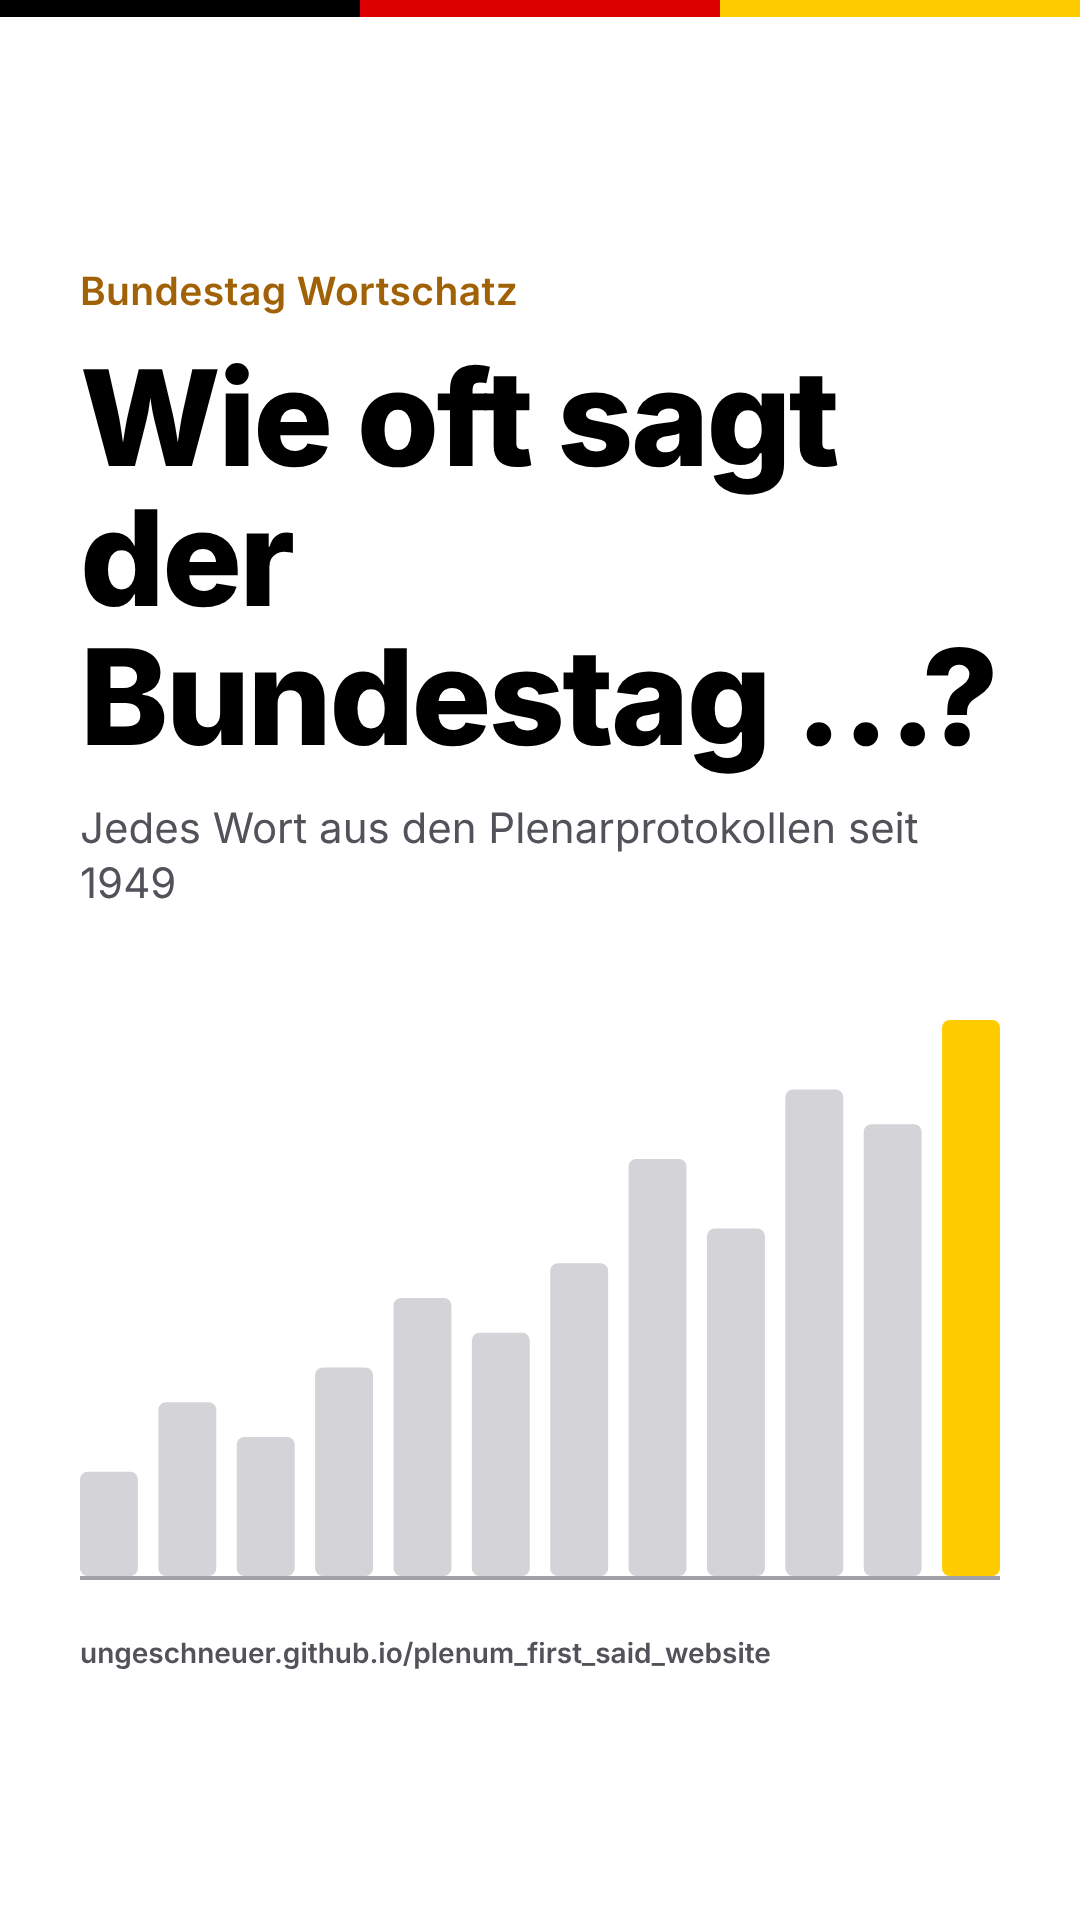 Bundestag Wortschatz
Wie oft sagt
der
Bundestag …?
Jedes Wort aus den Plenarprotokollen seit
1949
ungeschneuer.github.io/plenum_first_said_website